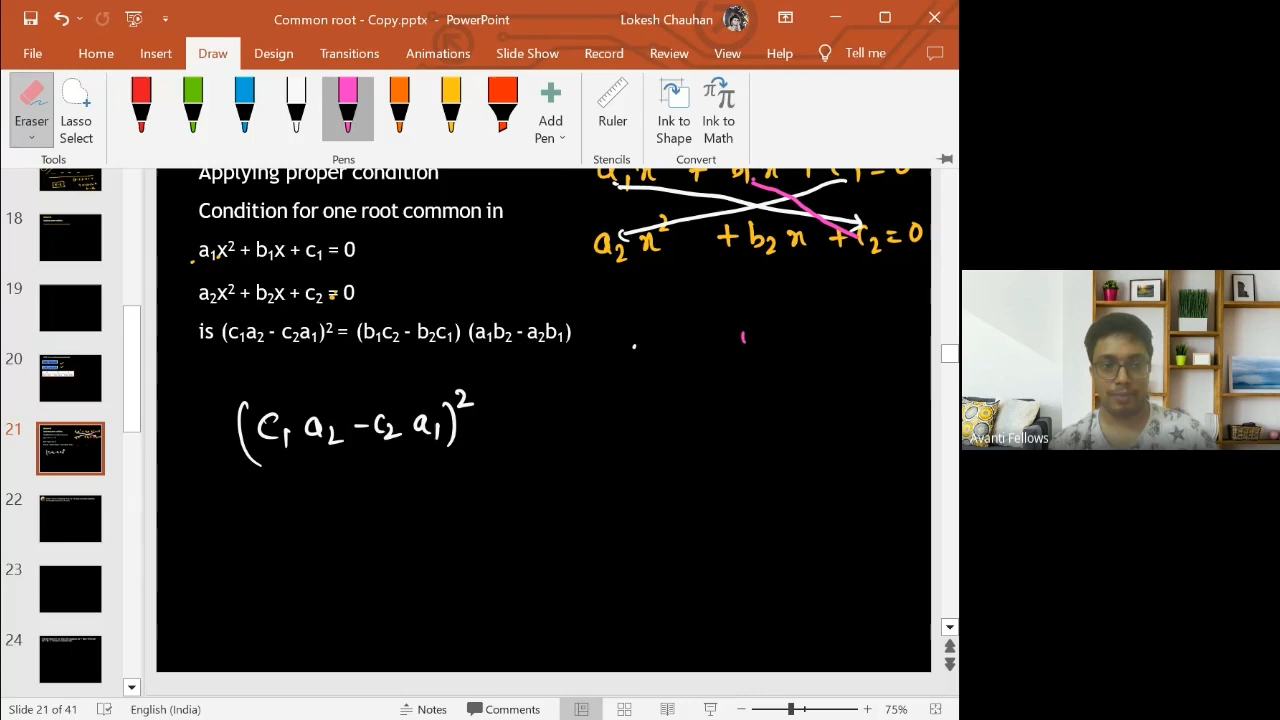 Common root - Copy.pptx - PowerPoint
Lokesh Chauhan
File Home Insert Draw Design Slide Show Transitions Animations Record Review View Help Tell me
Eraser
Lasso Select
Add Pen
Ruler
Ink to Shape
Ink to Math
Tools
Pens
Stencils
Convert
18
19
20
21
22
23
24
Applying proper condition
Condition for one root common in
a₁x² + b₁x + c₁ = 0
a₂x² + b₂x + c₂ = 0
is (c₁a₂ - c₂a₁)² = (b₁c₂ - b₂c₁) (a₁b₂ - a₂b₁)
a₂x² + b₂x + c₂ = 0
(c₁ a₂ - c₂ a₁)²
Avanti Fellows
Slide 21 of 41
English (India)
Notes
Comments
75%